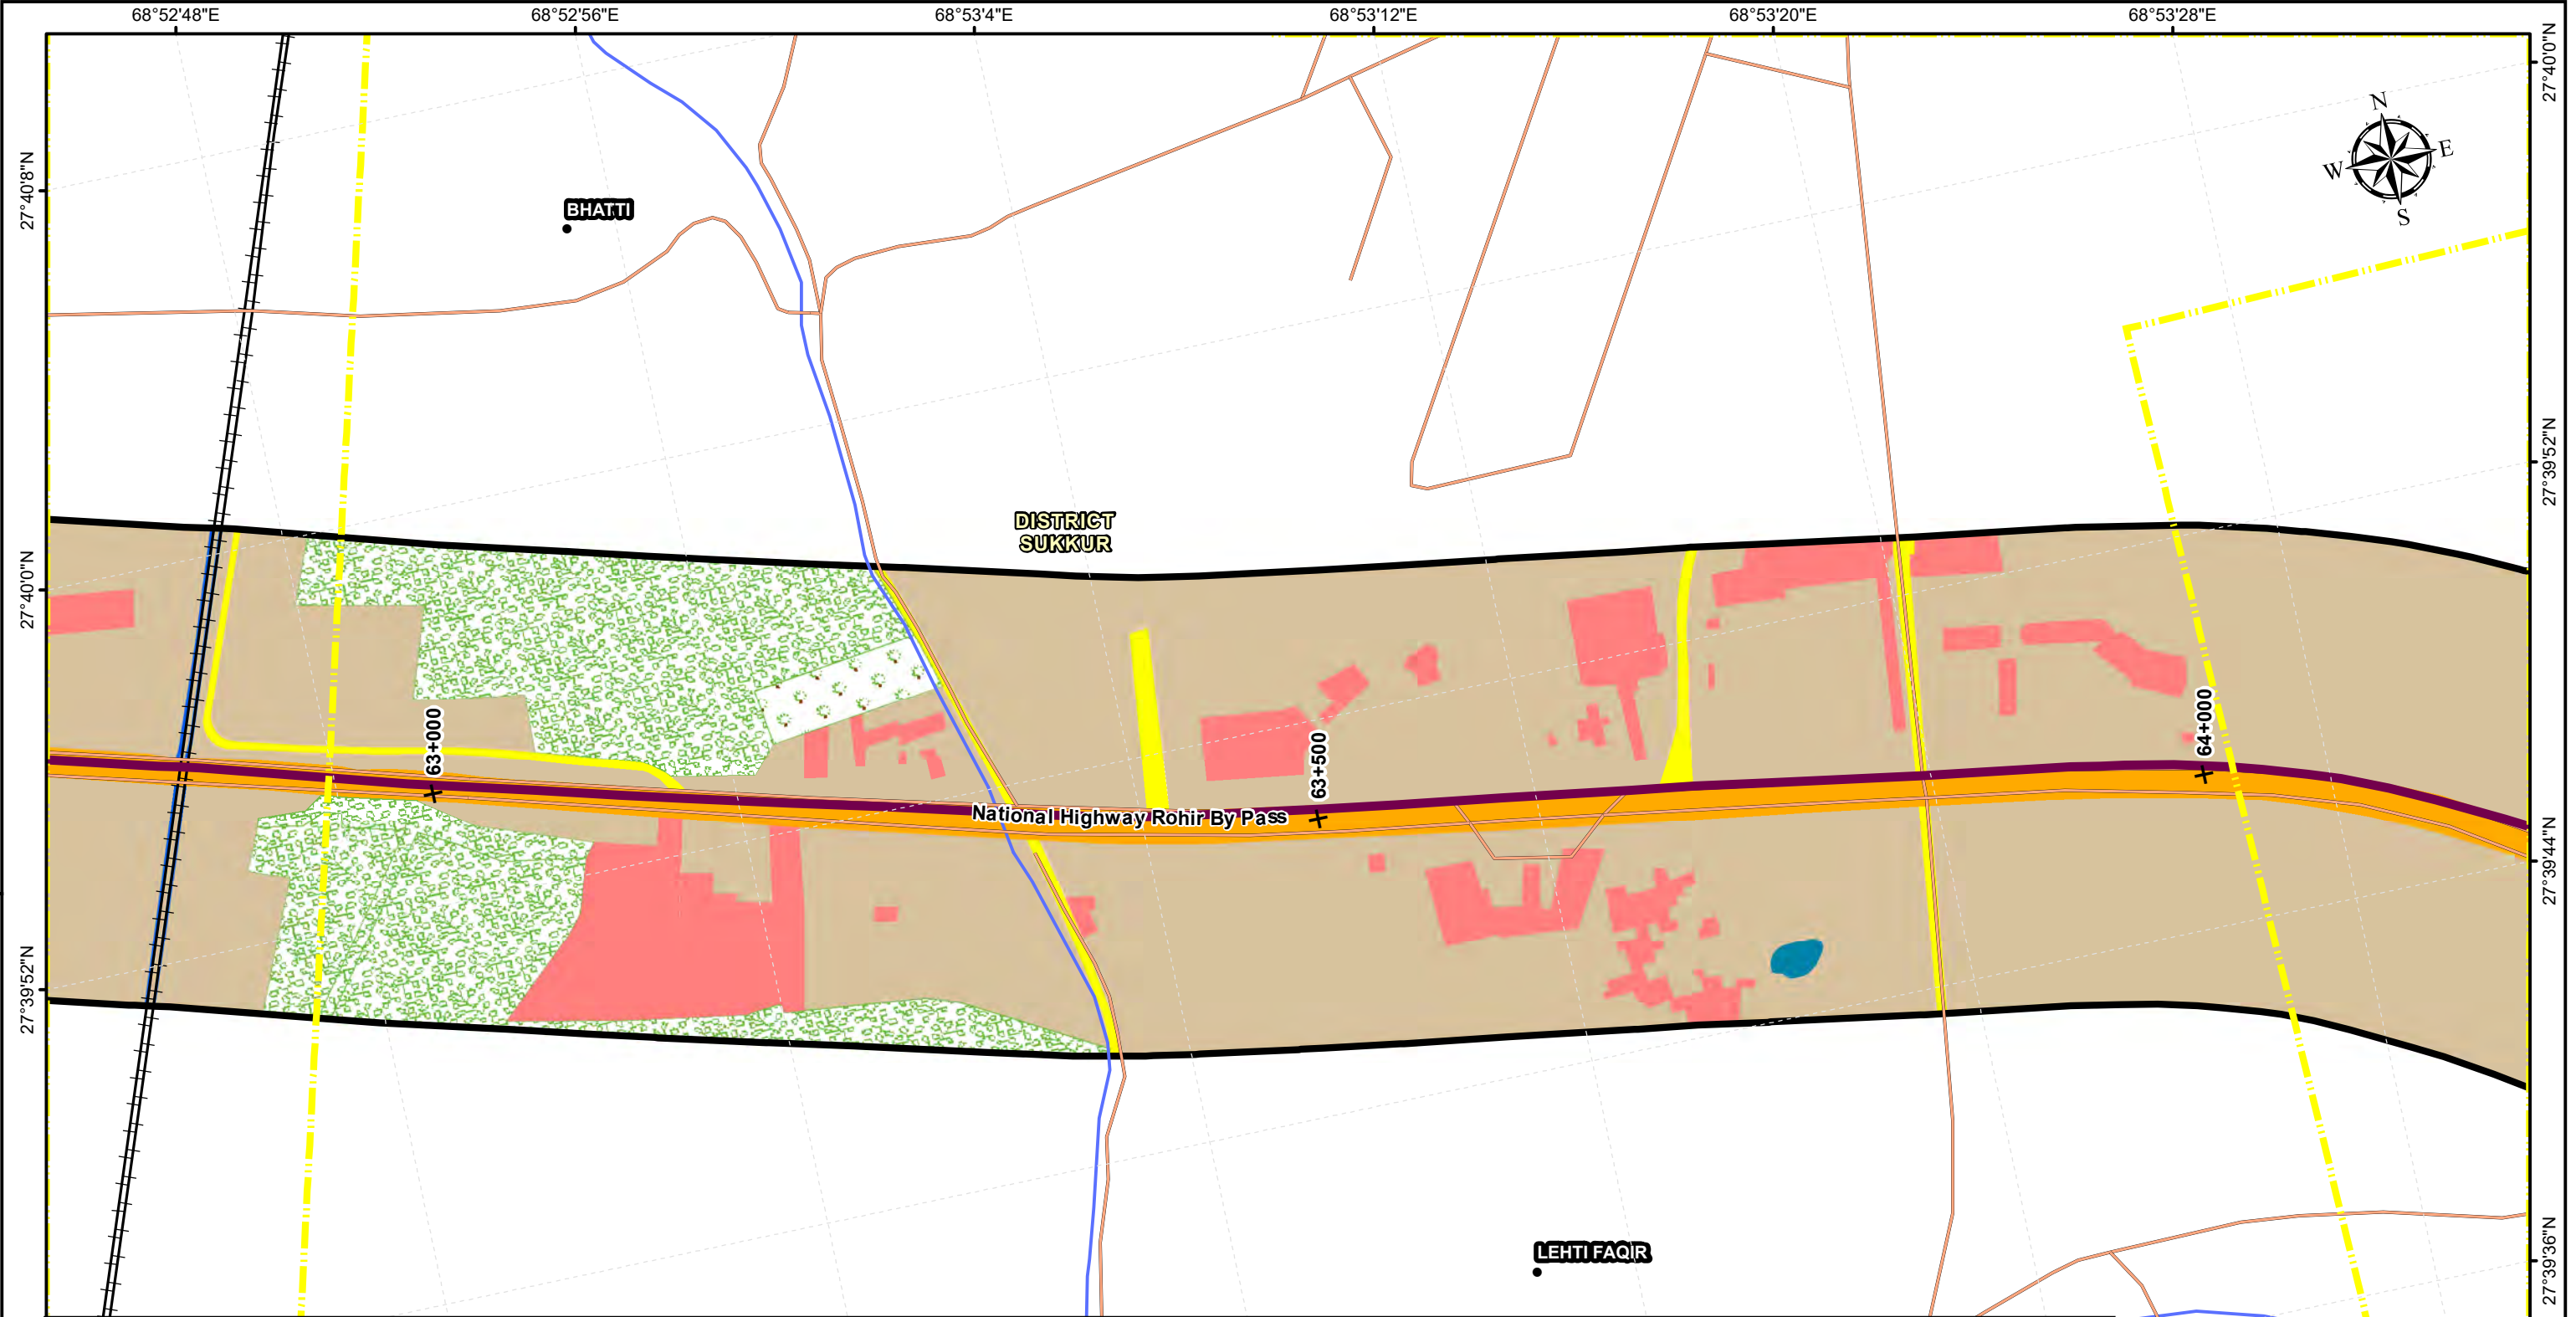 68°52'48"E
68°52'56"E
68°53'4"E
68°53'12"E
68°53'20"E
68°53'28"E
27°40'0"N
N
E
W
S
27°40'8"N
BHATTI
27°39'52"N
DISTRICT
SUKKUR
27°40'0"N
63+000
63+500
64+000
National Highway Rohir By Pass
27°39'44"N
27°39'52"N
LEHTI FAQIR
27°39'36"N